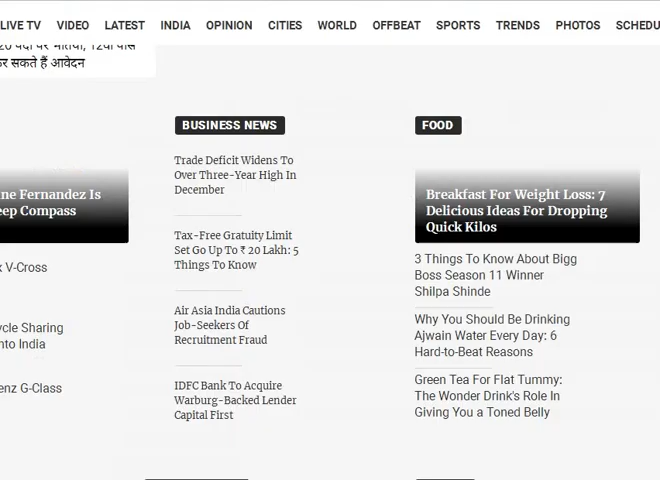 LIVE TV VIDEO LATEST INDIA OPINION CITIES WORLD OFFBEAT SPORTS TRENDS PHOTOS SCHEDU
20 पदों पर भर्तियां, 12वीं पास
कर सकते हैं आवेदन
ne Fernandez Is
eep Compass
x V-Cross
ycle Sharing
nto India
enz G-Class
BUSINESS NEWS
Trade Deficit Widens To
Over Three-Year High In
December
Tax-Free Gratuity Limit
Set Go Up To ₹ 20 Lakh: 5
Things To Know
Air Asia India Cautions
Job-Seekers Of
Recruitment Fraud
IDFC Bank To Acquire
Warburg-Backed Lender
Capital First
FOOD
Breakfast For Weight Loss: 7
Delicious Ideas For Dropping
Quick Kilos
3 Things To Know About Bigg
Boss Season 11 Winner
Shilpa Shinde
Why You Should Be Drinking
Ajwain Water Every Day: 6
Hard-to-Beat Reasons
Green Tea For Flat Tummy:
The Wonder Drink's Role In
Giving You a Toned Belly